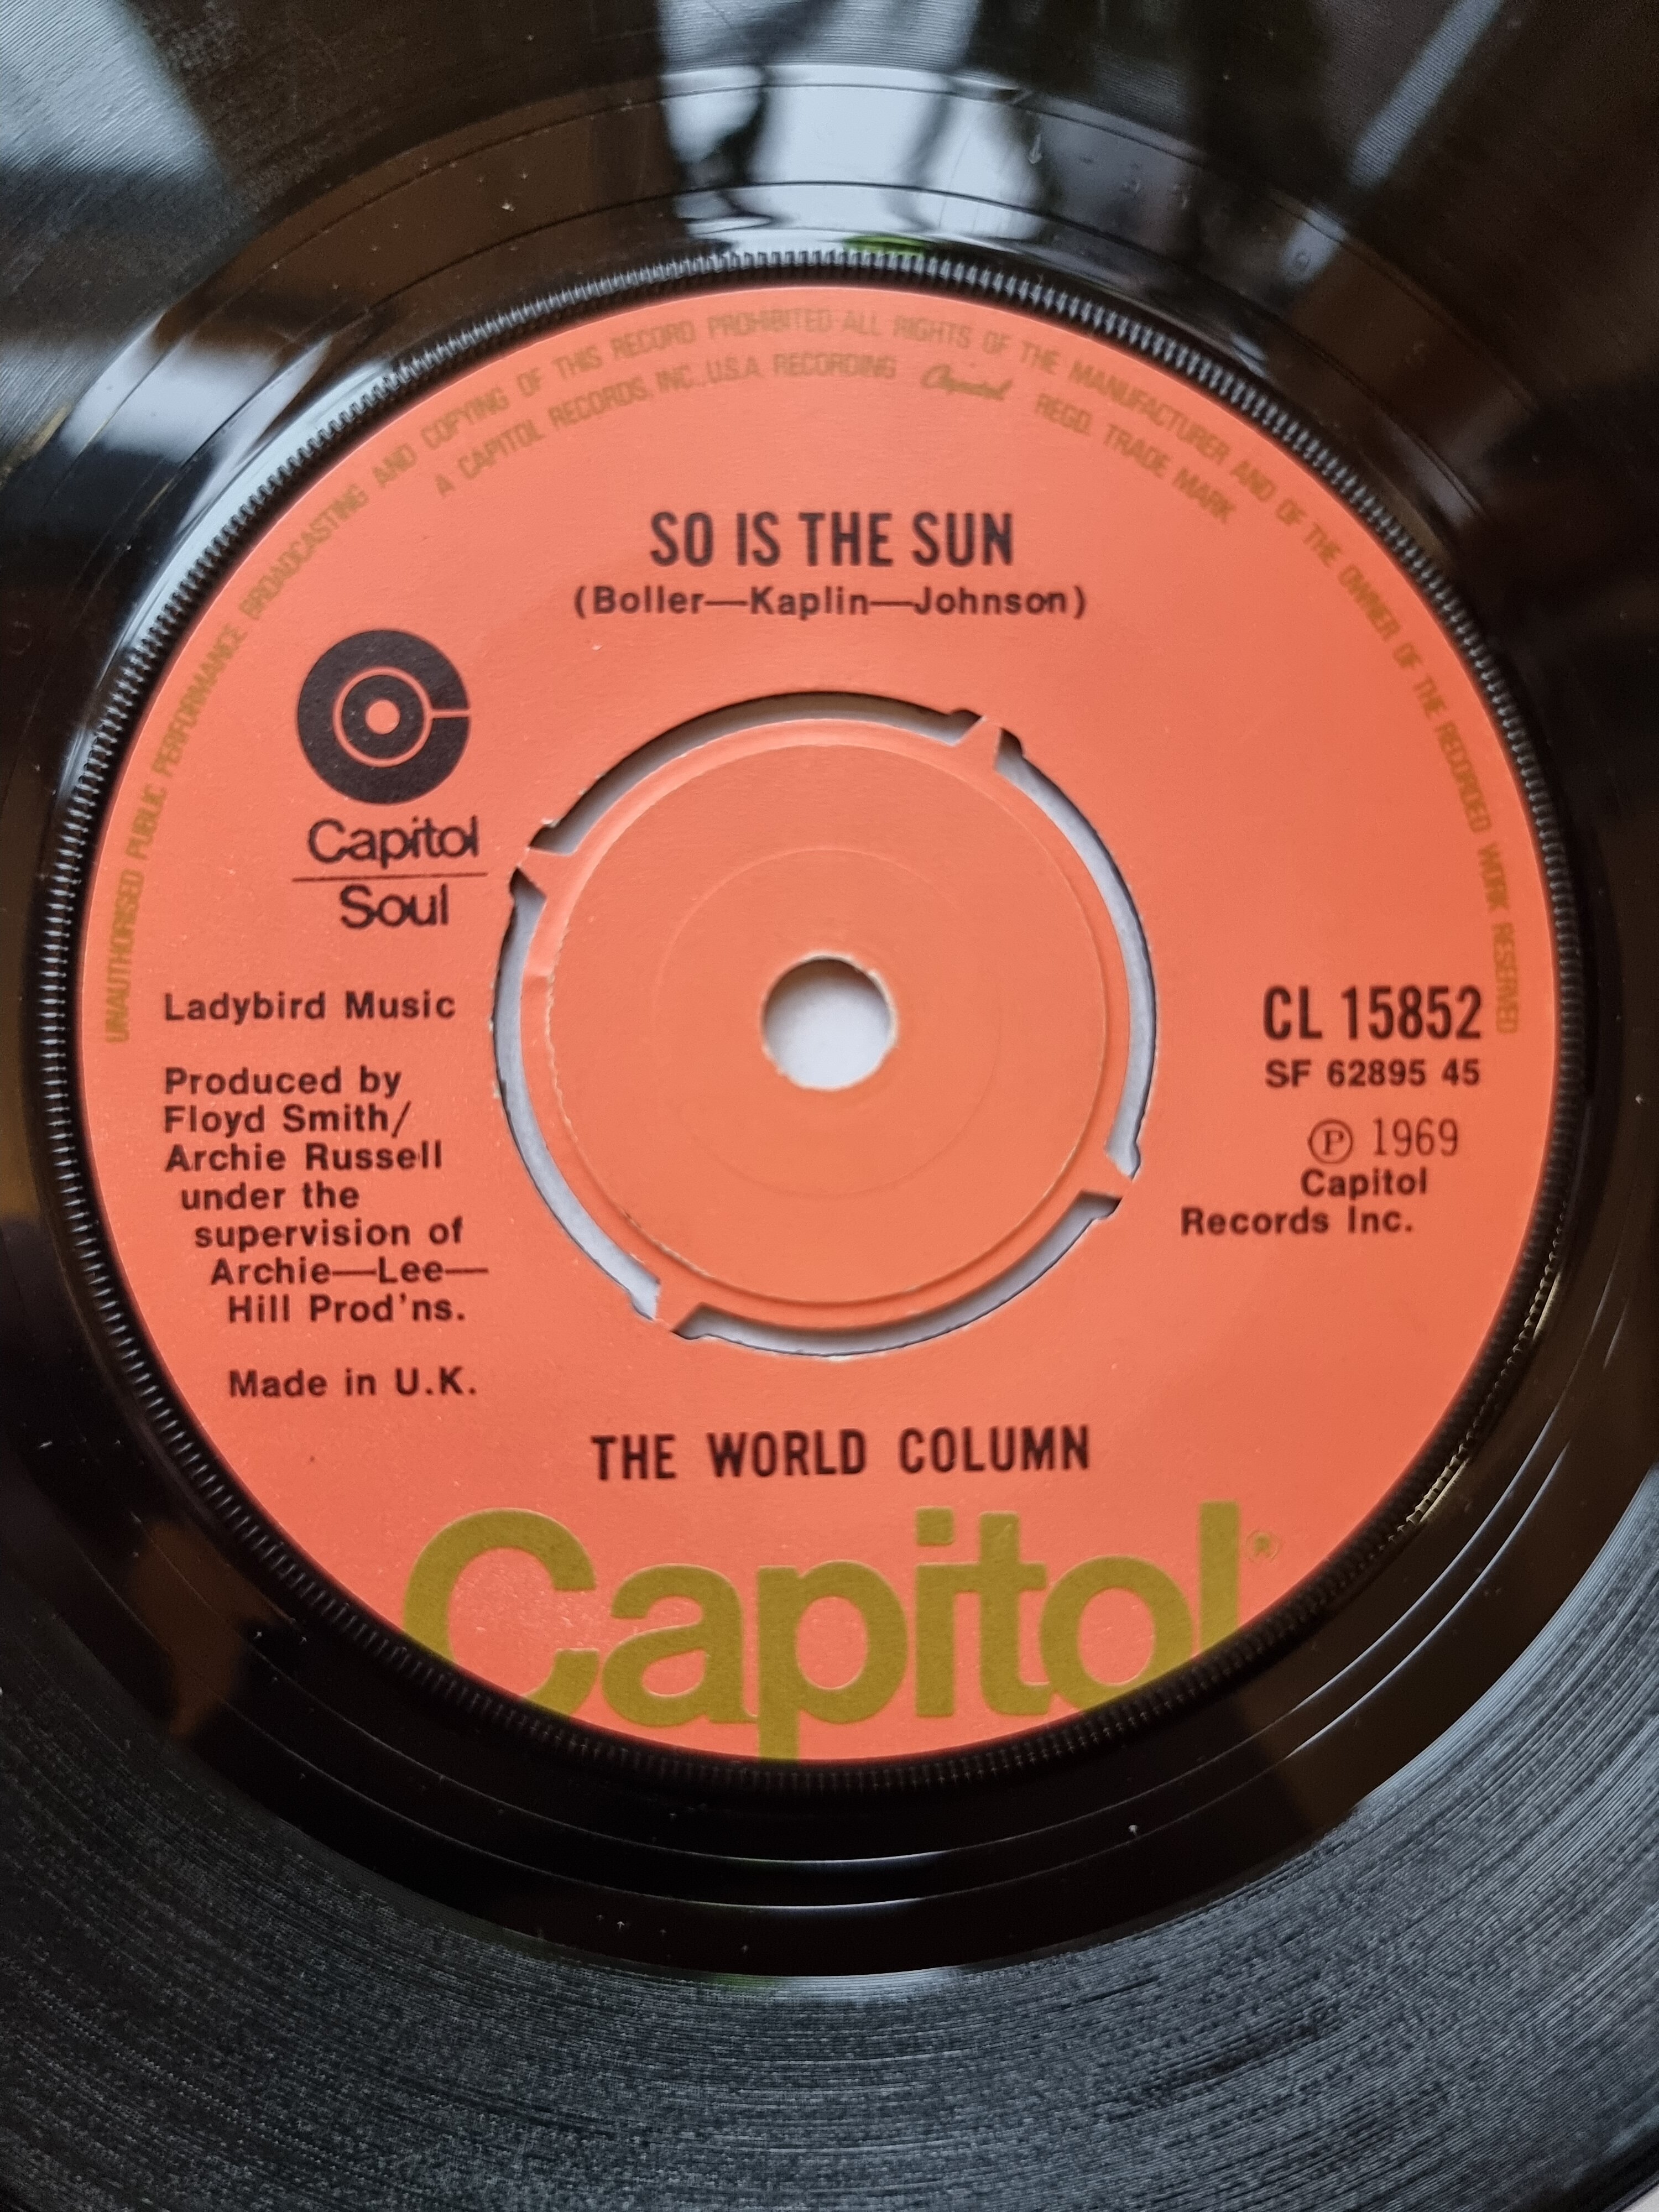 UNAUTHORISED PUBLIC PERFORMANCE BROADCASTING AND COPYING OF THIS RECORD PROHIBITED-ALL RIGHTS OF THE MANUFACTURER AND OF THE OWNER OF THE RECORDED WORK RESERVED
A CAPITOL RECORDS, INC., U.S.A. RECORDING Capitol REGD. TRADE MARK
SO IS THE SUN
(Boller—Kaplin—Johnson)
Capitol
Soul
Ladybird Music
Produced by
Floyd Smith/
Archie Russell
under the
supervision of
Archie—Lee—
Hill Prod'ns.
Made in U.K.
CL 15852
SF 62895 45
℗ 1969
Capitol
Records Inc.
THE WORLD COLUMN
Capitol®